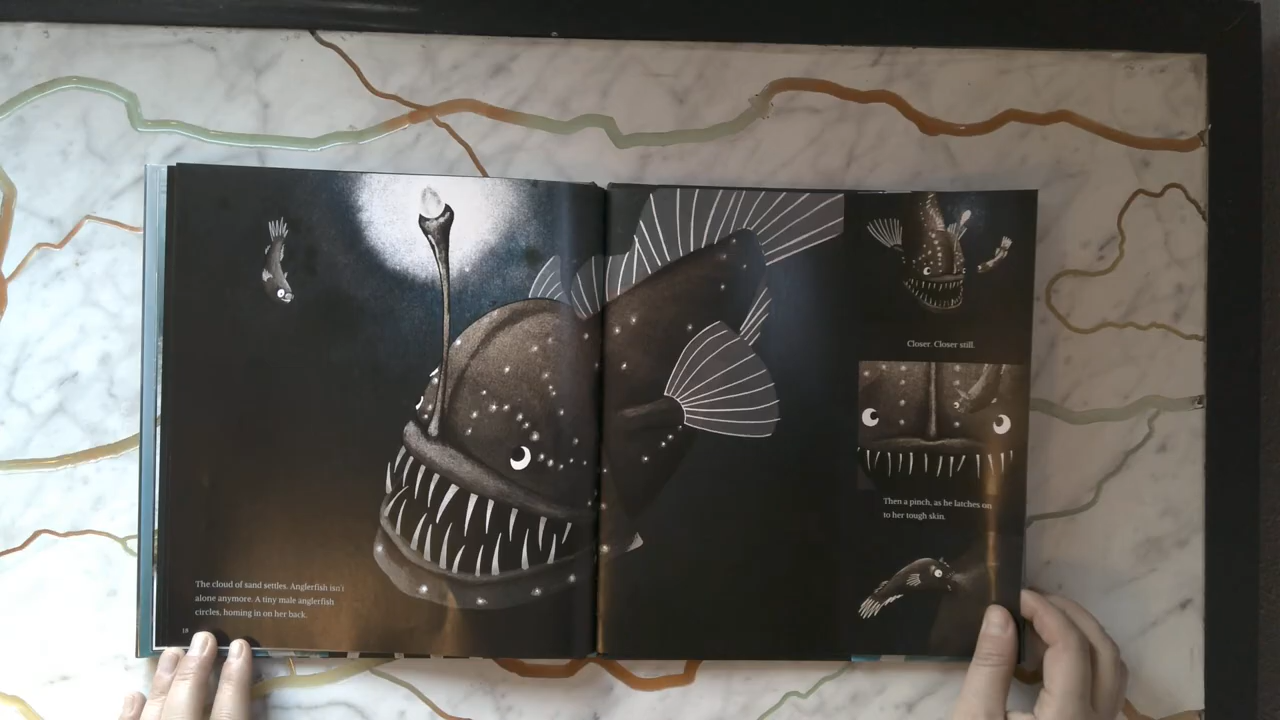 The cloud of sand settles. Anglerfish isn't
alone anymore. A tiny male anglerfish
circles, homing in on her back.
18
Closer. Closer still.
Then a pinch, as he latches on
to her tough skin.